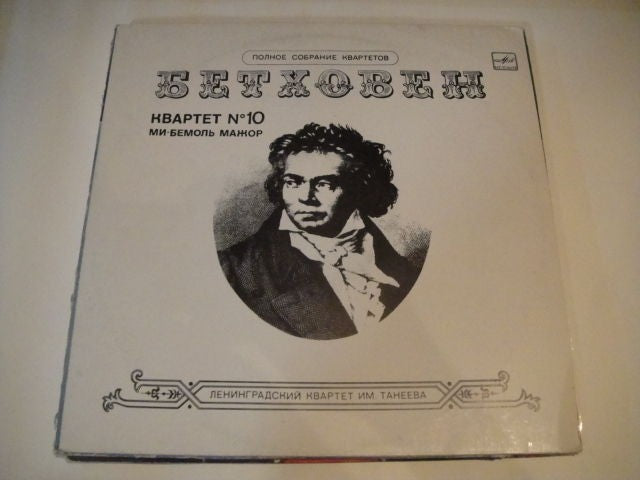 ПОЛНОЕ СОБРАНИЕ КВАРТЕТОВ
БЕТХОВЕН
КВАРТЕТ №10
МИ-БЕМОЛЬ МАЖОР
ЛЕНИНГРАДСКИЙ КВАРТЕТ ИМ. ТАНЕЕВА